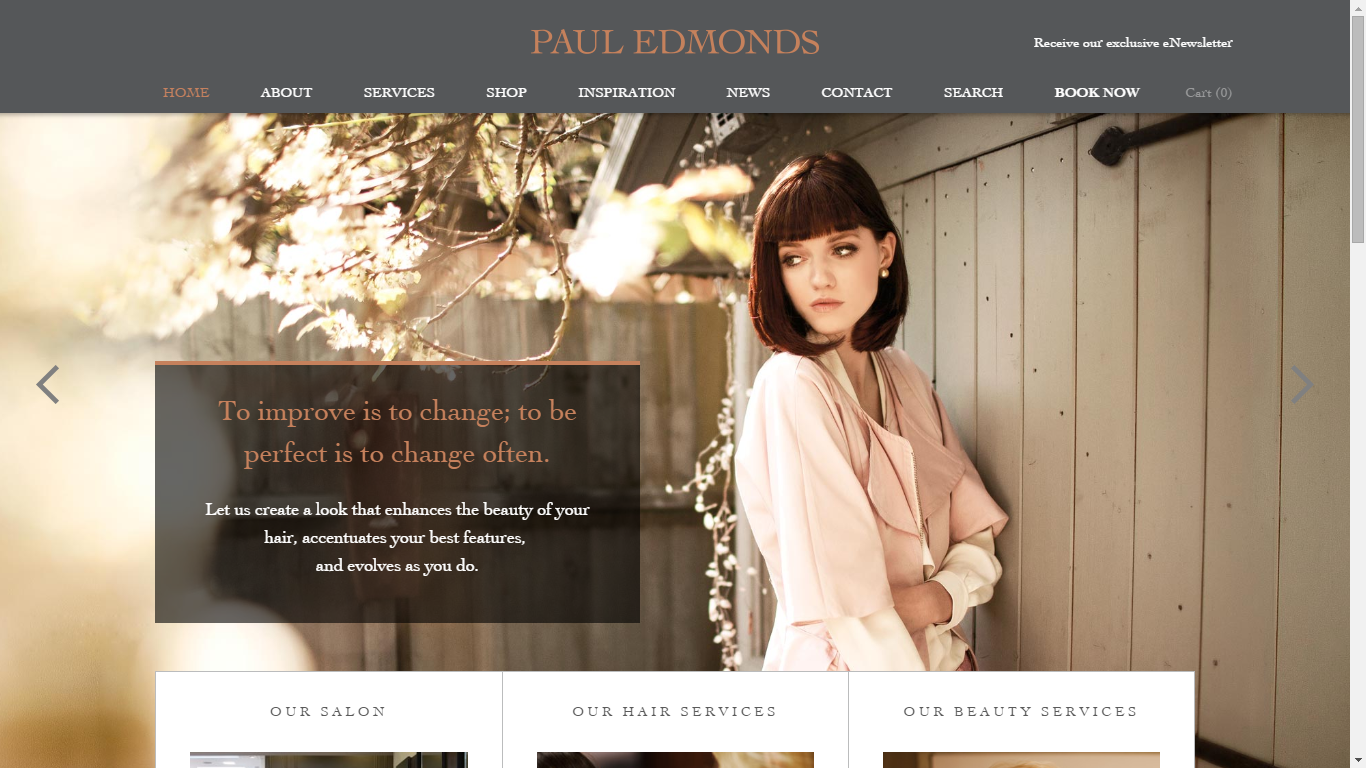 PAUL EDMONDS
Receive our exclusive eNewsletter
HOME ABOUT SERVICES SHOP INSPIRATION NEWS CONTACT SEARCH BOOK NOW Cart (0)
To improve is to change; to be
perfect is to change often.
Let us create a look that enhances the beauty of your
hair, accentuates your best features,
and evolves as you do.
OUR SALON
OUR HAIR SERVICES
OUR BEAUTY SERVICES